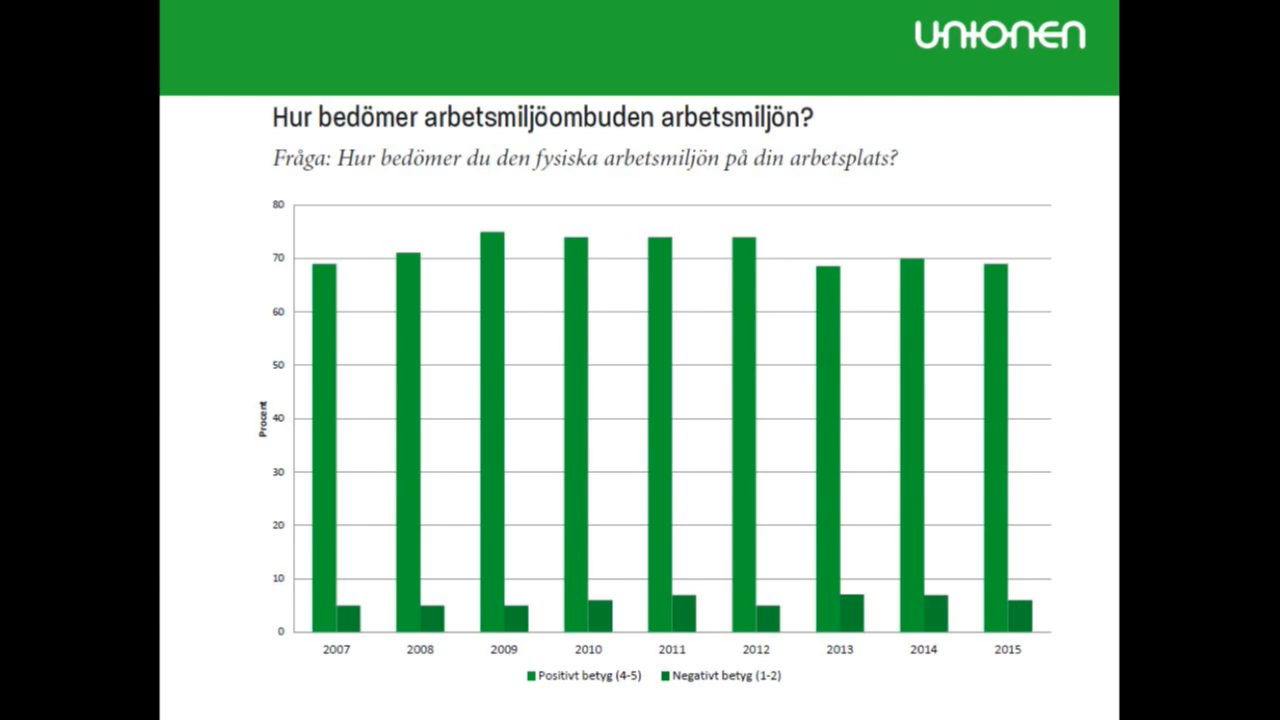 UNIONEN
Hur bedömer arbetsmiljöombuden arbetsmiljön?
Fråga: Hur bedömer du den fysiska arbetsmiljön på din arbetsplats?
80
70
60
50
40
30
20
10
0
Procent
2007 2008 2009 2010 2011 2012 2013 2014 2015
Positivt betyg (4-5) Negativt betyg (1-2)